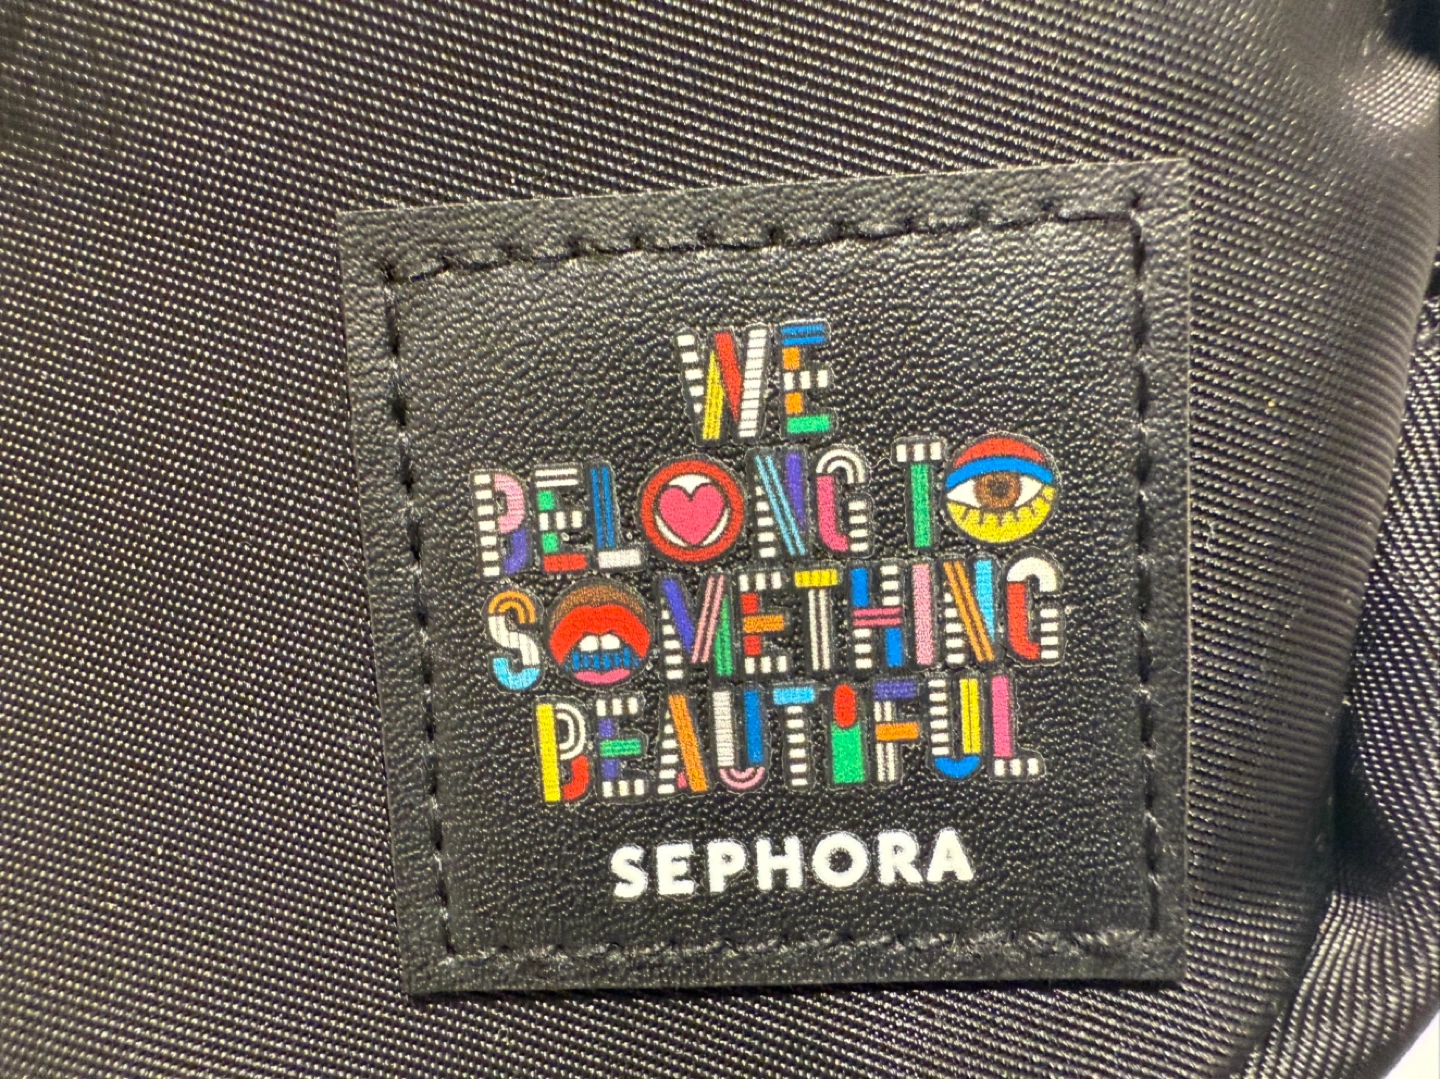 WE
BELONG TO
SOMETHING
BEAUTIFUL
SEPHORA